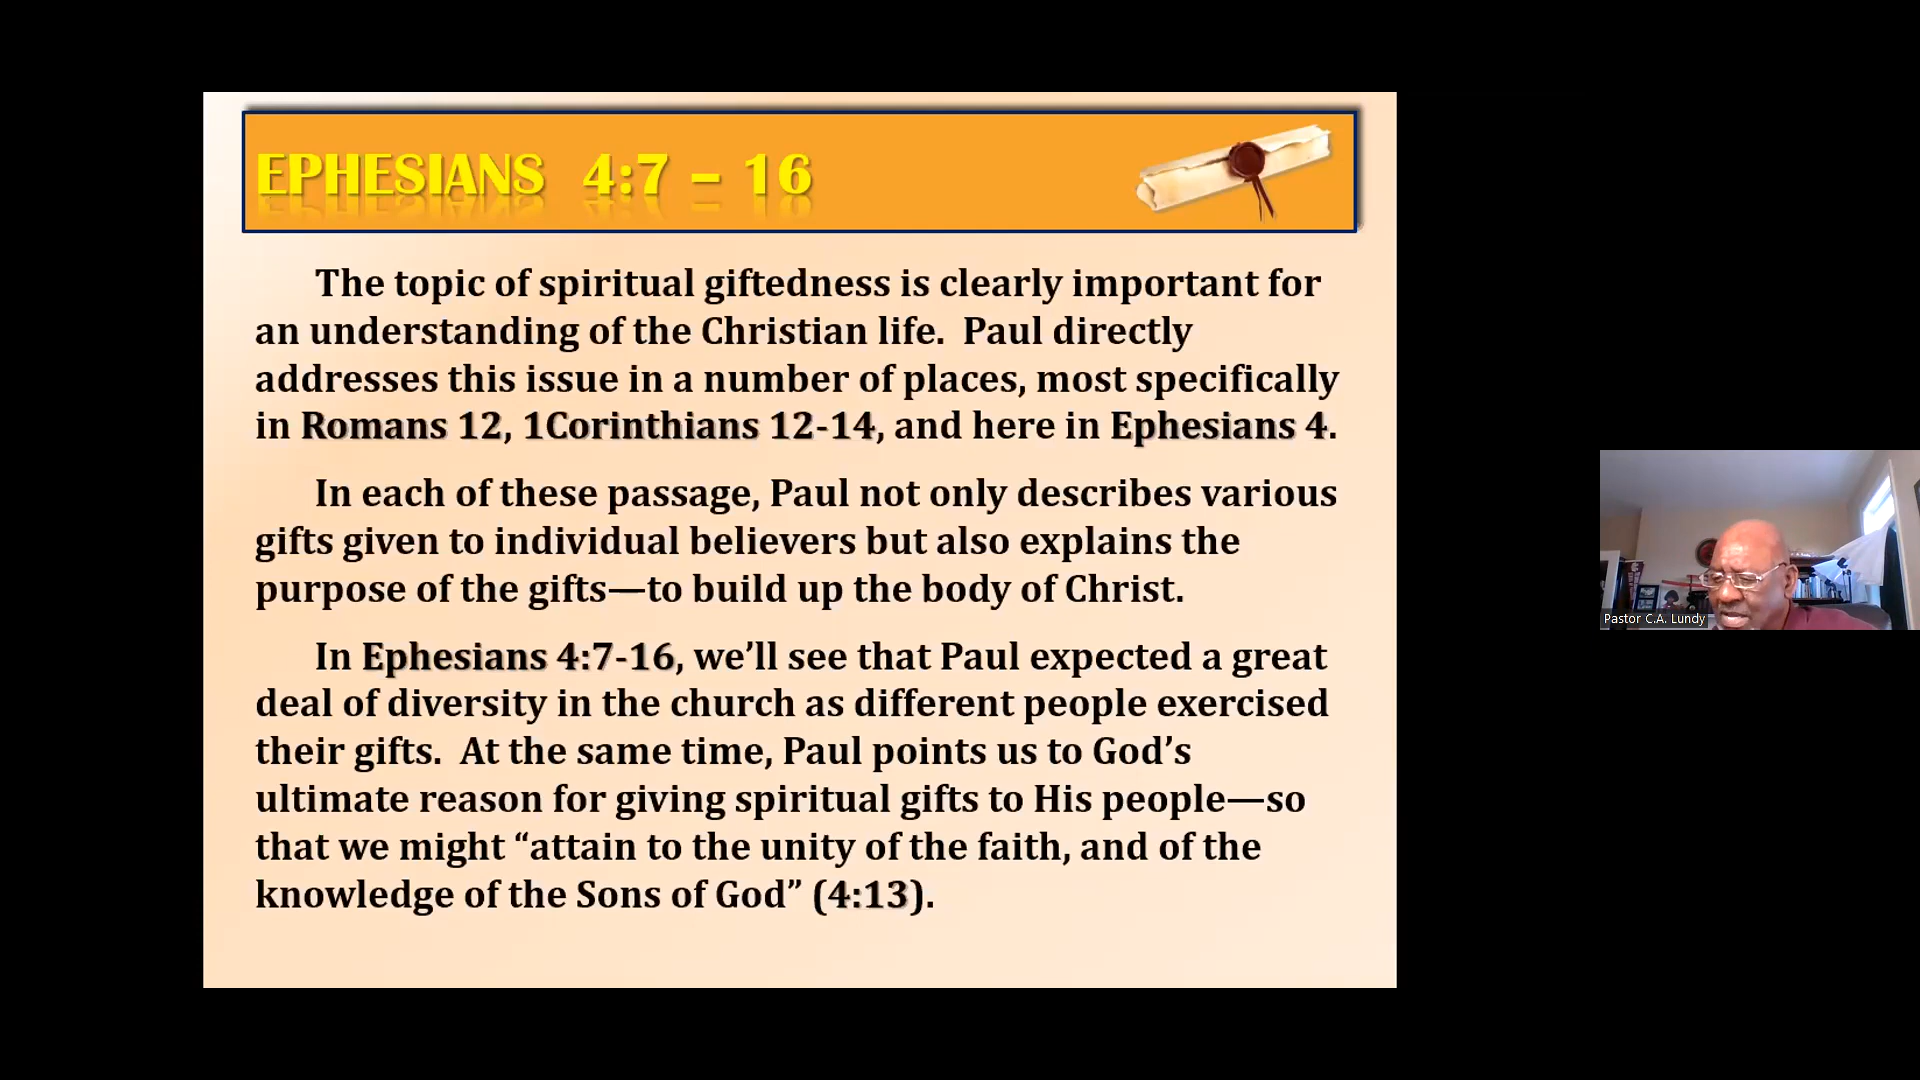 EPHESIANS 4:7 – 16
The topic of spiritual giftedness is clearly important for
an understanding of the Christian life. Paul directly
addresses this issue in a number of places, most specifically
in Romans 12, 1Corinthians 12-14, and here in Ephesians 4.
In each of these passage, Paul not only describes various
gifts given to individual believers but also explains the
purpose of the gifts—to build up the body of Christ.
In Ephesians 4:7-16, we’ll see that Paul expected a great
deal of diversity in the church as different people exercised
their gifts. At the same time, Paul points us to God’s
ultimate reason for giving spiritual gifts to His people—so
that we might “attain to the unity of the faith, and of the
knowledge of the Sons of God” (4:13).
Pastor C.A. Lundy